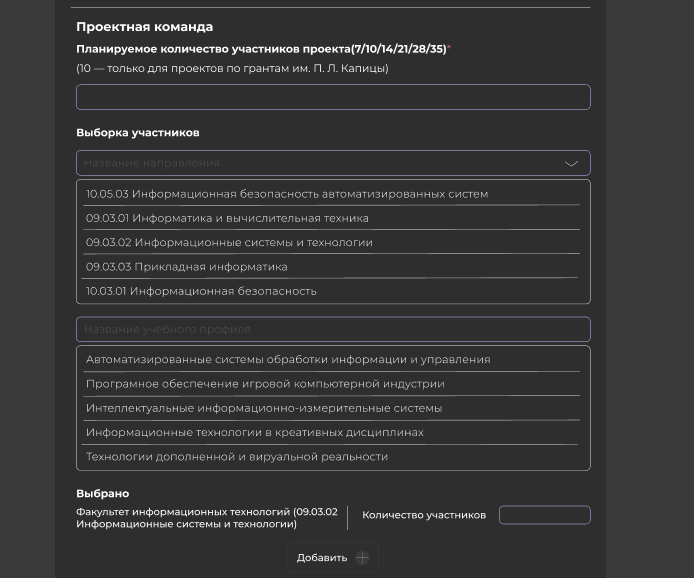 Проектная команда
Планируемое количество участников проекта(7/10/14/21/28/35)*
(10 — только для проектов по грантам им. П. Л. Капицы)
Выборка участников
Название направления
10.05.03 Информационная безопасность автоматизированных систем
09.03.01 Информатика и вычислительная техника
09.03.02 Информационные системы и технологии
09.03.03 Прикладная информатика
10.03.01 Информационная безопасность
Название учебного профиля
Автоматизированные системы обработки информации и управления
Програмное обеспечение игровой компьютерной индустрии
Интеллектуальные информационно-измерительные системы
Информационные технологии в креативных дисциплинах
Технологии дополненной и вируальной реальности
Выбрано
Факультет информационных технологий (09.03.02
Информационные системы и технологии)
Количество участников
Добавить